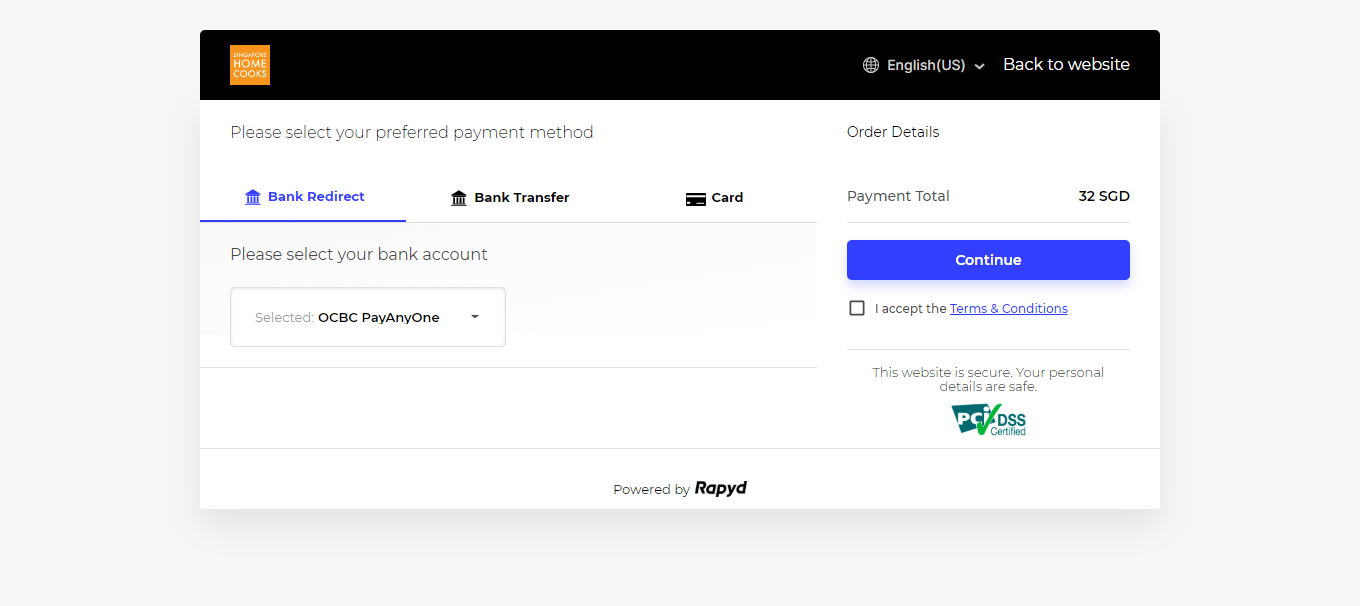 SINGAPORE
HOME
COOKS
English(US)
Back to website
Please select your preferred payment method
Bank Redirect
Bank Transfer
Card
Please select your bank account
Selected: OCBC PayAnyOne
Order Details
Payment Total 32 SGD
Continue
I accept the Terms & Conditions
This website is secure. Your personal
details are safe.
PCI DSS
Certified
Powered by Rapyd